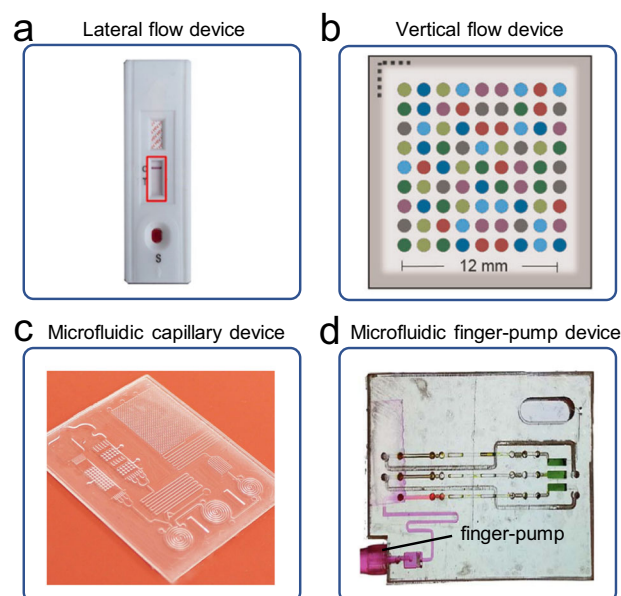 a
Lateral flow device
C
T
S
b
Vertical flow device
12 mm
c
Microfluidic capillary device
d
Microfluidic finger-pump device
finger-pump